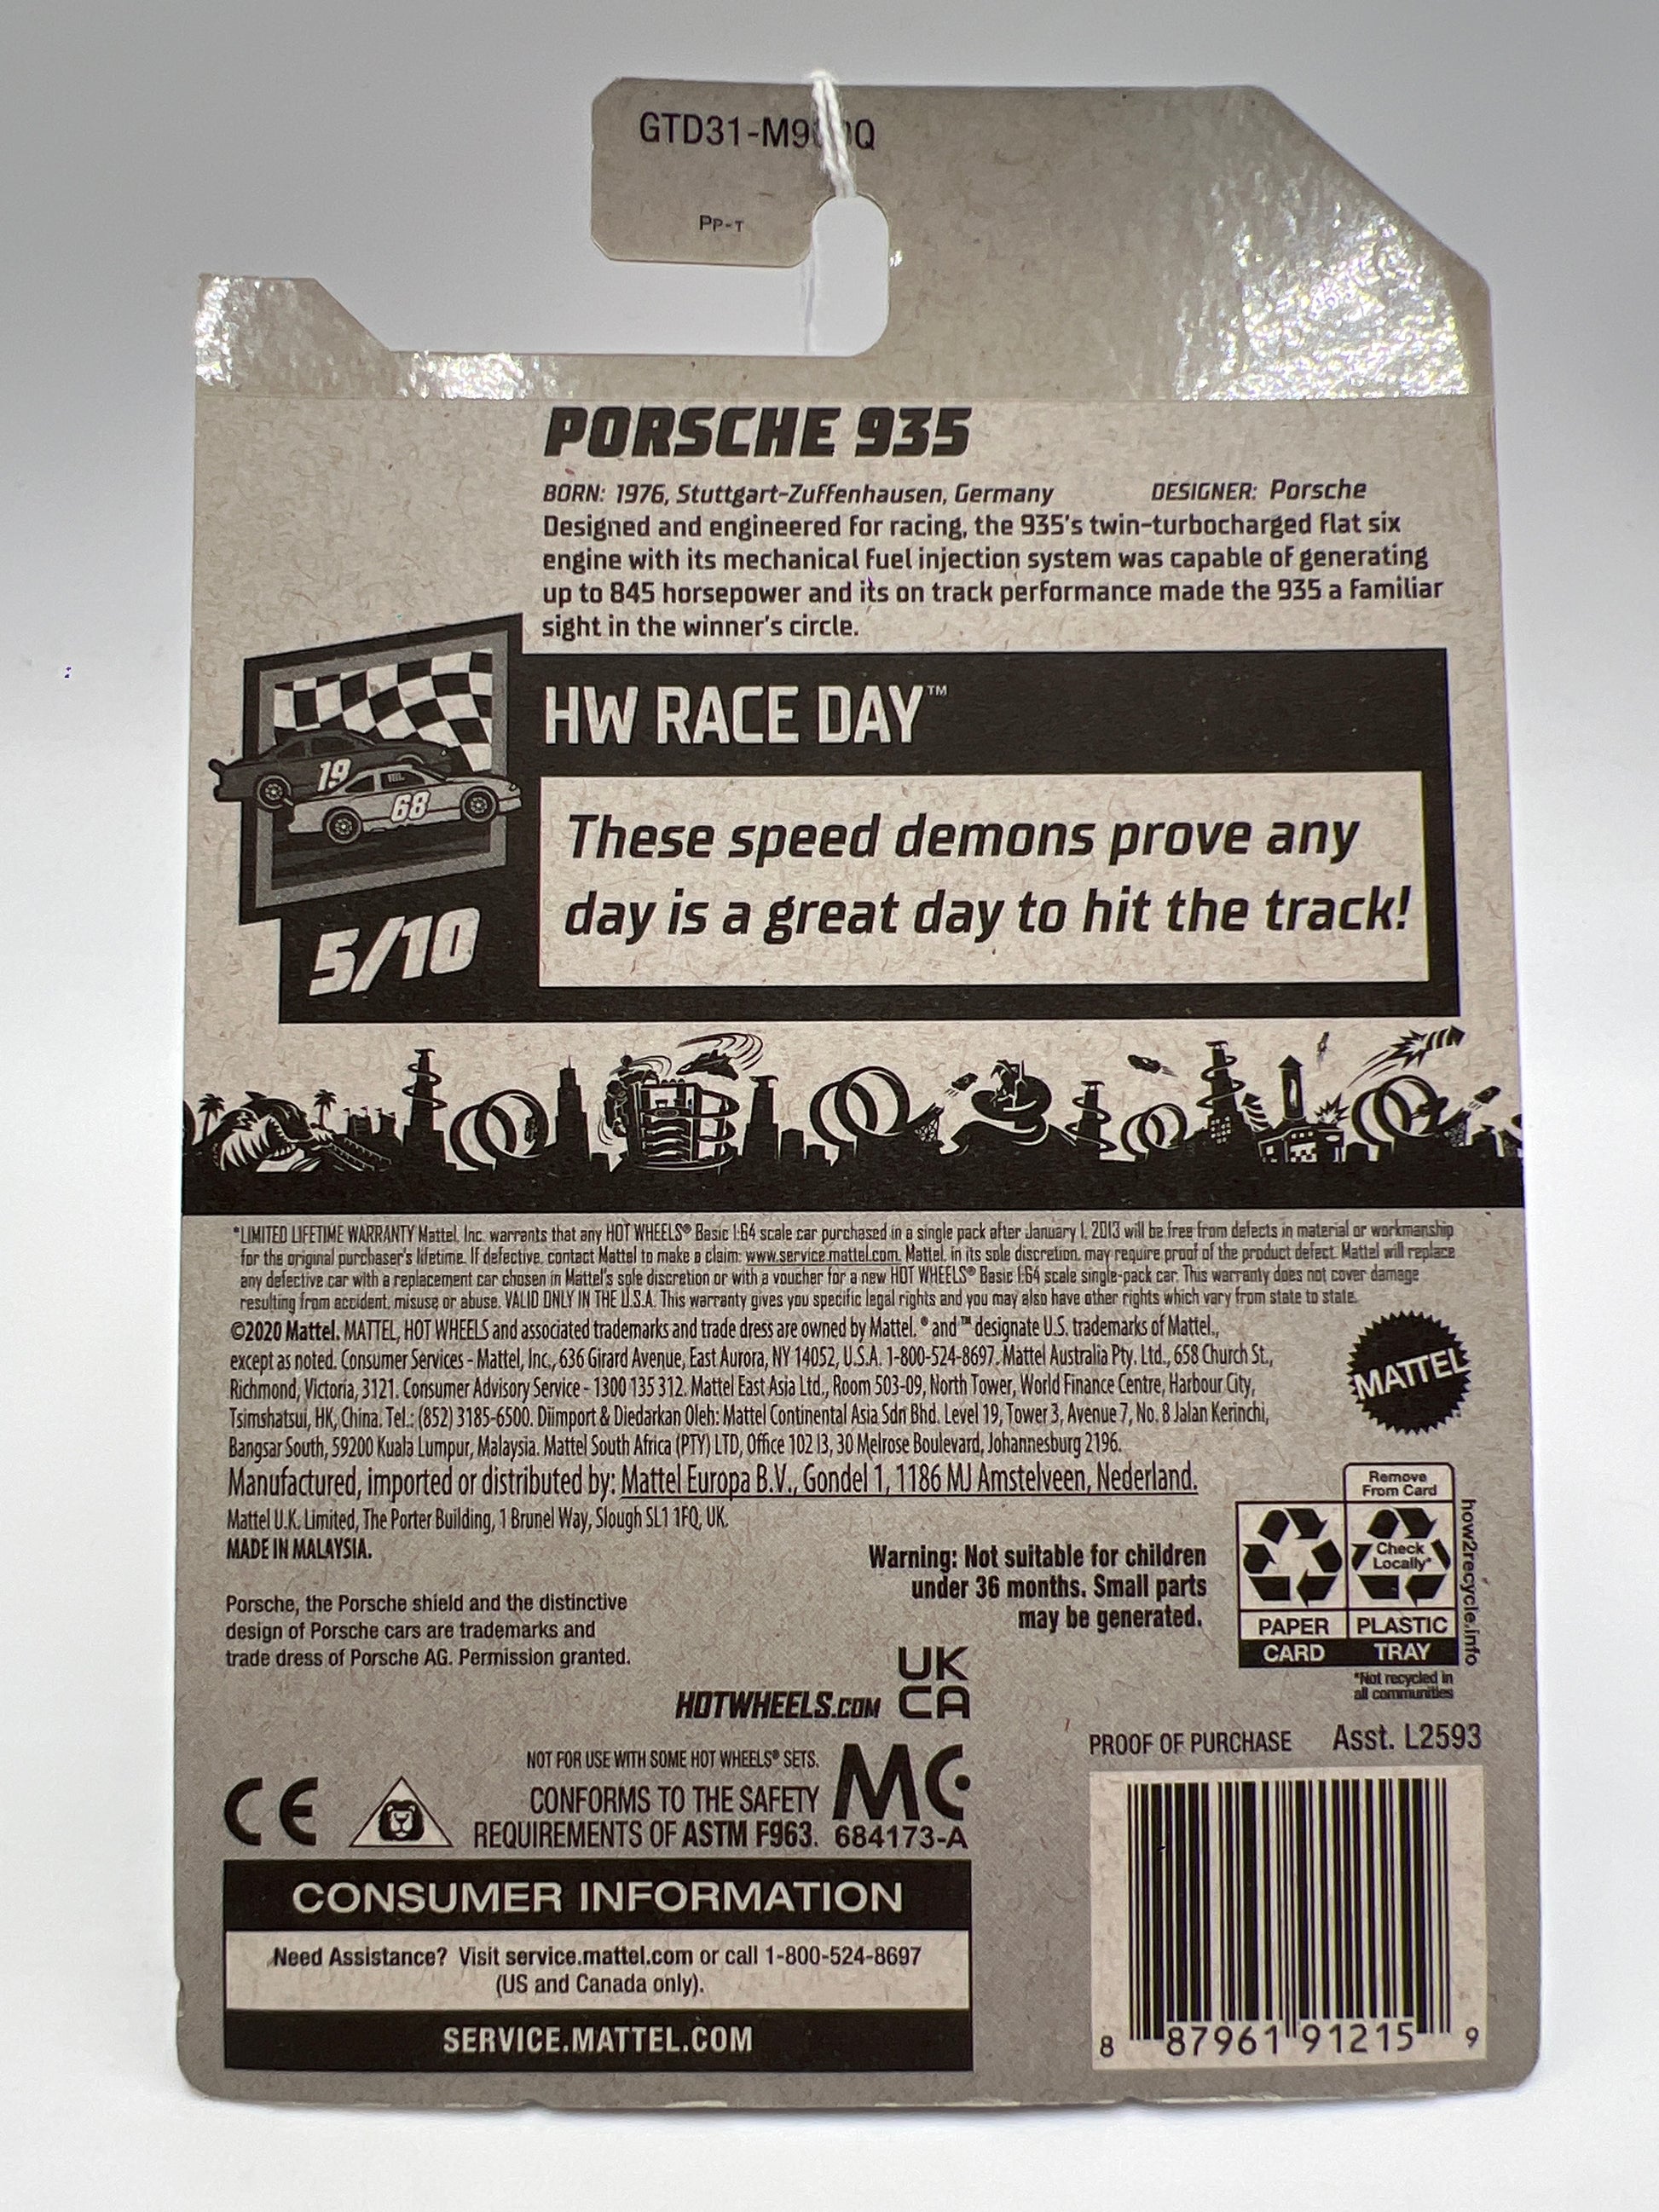 GTD31-M9
PP-T
PORSCHE 935
BORN: 1976, Stuttgart-Zuffenhausen, Germany DESIGNER: Porsche
Designed and engineered for racing, the 935's twin-turbocharged flat six
engine with its mechanical fuel injection system was capable of generating
up to 845 horsepower and its on track performance made the 935 a familiar
sight in the winner's circle.
HW RACE DAY™
19
68
These speed demons prove any
day is a great day to hit the track!
5/10
*LIMITED LIFETIME WARRANTY Mattel, Inc. warrants that any HOT WHEELS® Basic 1:64 scale car purchased in a single pack after January 1, 2013 will be free from defects in material or workmanship
for the original purchaser's lifetime. If defective, contact Mattel to make a claim: www.service.mattel.com. Mattel, in its sole discretion, may require proof of the product defect. Mattel will replace
any defective car with a replacement car chosen in Mattel's sole discretion or with a voucher for a new HOT WHEELS® Basic 1:64 scale single-pack car. This warranty does not cover damage
resulting from accident, misuse or abuse. VALID ONLY IN THE U.S.A. This warranty gives you specific legal rights and you may also have other rights which vary from state to state.
©2020 Mattel. MATTEL, HOT WHEELS and associated trademarks and trade dress are owned by Mattel. ® and ™ designate U.S. trademarks of Mattel.,
except as noted. Consumer Services - Mattel, Inc., 636 Girard Avenue, East Aurora, NY 14052, U.S.A. 1-800-524-8697. Mattel Australia Pty. Ltd., 658 Church St.,
Richmond, Victoria, 3121. Consumer Advisory Service - 1300 135 312. Mattel East Asia Ltd., Room 503-09, North Tower, World Finance Centre, Harbour City,
Tsimshatsui, HK, China. Tel.: (852) 3185-6500. Diimport & Diedarkan Oleh: Mattel Continental Asia Sdn Bhd. Level 19, Tower 3, Avenue 7, No. 8 Jalan Kerinchi,
Bangsar South, 59200 Kuala Lumpur, Malaysia. Mattel South Africa (PTY) LTD, Office 102 I3, 30 Melrose Boulevard, Johannesburg 2196.
MATTEL
Manufactured, imported or distributed by: Mattel Europa B.V., Gondel 1, 1186 MJ Amstelveen, Nederland.
Mattel U.K. Limited, The Porter Building, 1 Brunel Way, Slough SL1 1FQ, UK.
MADE IN MALAYSIA.
Porsche, the Porsche shield and the distinctive
design of Porsche cars are trademarks and
trade dress of Porsche AG. Permission granted.
Warning: Not suitable for children
under 36 months. Small parts
may be generated.
Remove
From Card
Check
Locally*
PAPER PLASTIC
CARD TRAY
*Not recycled in
all communities
how2recycle.info
HOTWHEELS.COM
UK
CA
NOT FOR USE WITH SOME HOT WHEELS® SETS.
CE
CONFORMS TO THE SAFETY
REQUIREMENTS OF ASTM F963.
MC
684173-A
CONSUMER INFORMATION
Need Assistance? Visit service.mattel.com or call 1-800-524-8697
(US and Canada only).
SERVICE.MATTEL.COM
PROOF OF PURCHASE Asst. L2593
8 87961 91215 9